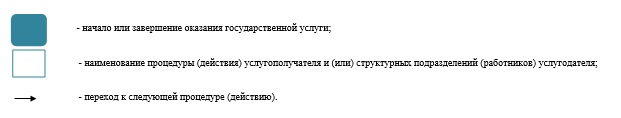 - начало или завершение оказания государственной услуги;
- наименование процедуры (действия) услугополучателя и (или) структурных подразделений (работников) услугодателя;
- переход к следующей процедуре (действию).